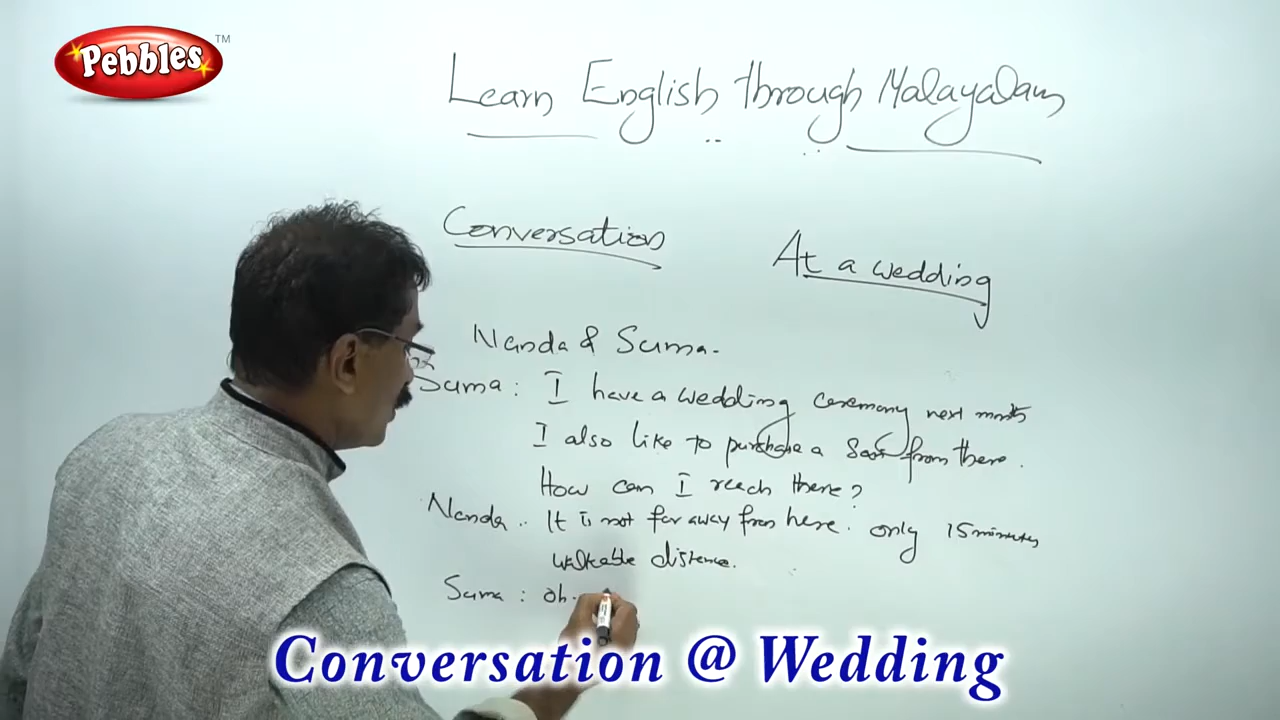 Pebbles TM
Learn English through Malayalam
Conversation
At a wedding
Nanda & Suma.
Suma : I have a wedding ceremony next month
I also like to purchase a from there.
How can I reach there?
Nanda .. It is not far away from here. only 15 minutes
walkable distance.
Suma : oh.
Conversation @ Wedding